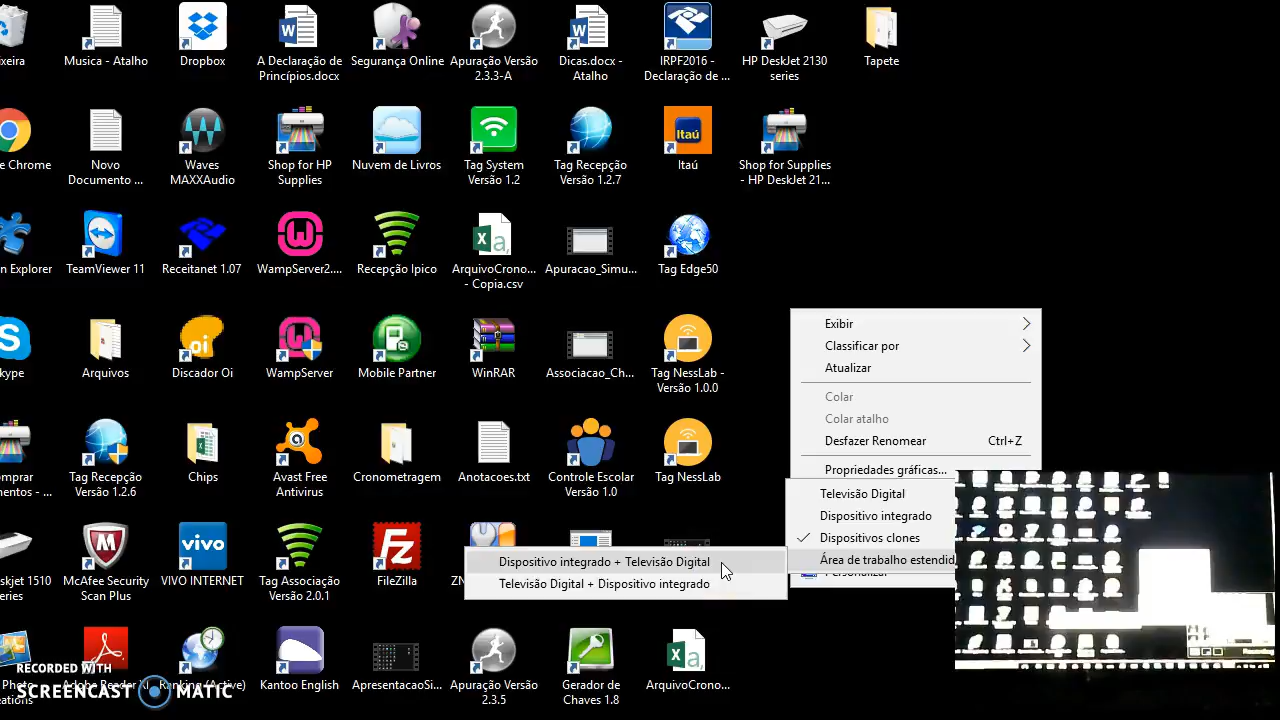 ixeira
Musica - Atalho
Dropbox
A Declaração de
Princípios.docx
Segurança Online
Apuração Versão
2.3.3-A
Dicas.docx -
Atalho
IRPF2016 -
Declaração de ...
HP DeskJet 2130
series
Tapete
e Chrome
Novo
Documento ...
Waves
MAXXAudio
Shop for HP
Supplies
Nuvem de Livros
Tag System
Versão 1.2
Tag Recepção
Versão 1.2.7
Itaú
Itaú
Shop for Supplies
- HP DeskJet 21...
n Explorer
TeamViewer 11
Receitanet 1.07
WampServer2....
Recepção Ipico
ArquivoCrono...
- Copia.csv
Apuracao_Simu...
Tag Edge50
kype
Arquivos
oi
Discador Oi
WampServer
Mobile Partner
WinRAR
Associacao_Ch...
Tag NessLab -
Versão 1.0.0
mprar
mentos - ...
Tag Recepção
Versão 1.2.6
Chips
Avast Free
Antivirus
Cronometragem
Anotacoes.txt
Controle Escolar
Versão 1.0
Tag NessLab
skjet 1510
eries
McAfee Security
Scan Plus
vivo
VIVO INTERNET
Tag Associação
Versão 2.0.1
FileZilla
Kantoo English
ApresentacaoSi...
Apuração Versão
2.3.5
Gerador de
Chaves 1.8
ArquivoCrono...
Exibir
Classificar por
Atualizar
Colar
Colar atalho
Desfazer Renomear Ctrl+Z
Propriedades gráficas...
Televisão Digital
Dispositivo integrado
Dispositivos clones
Área de trabalho estendid
Personalizar
Dispositivo integrado + Televisão Digital
Televisão Digital + Dispositivo integrado
RECORDED WITH
SCREENCAST MATIC